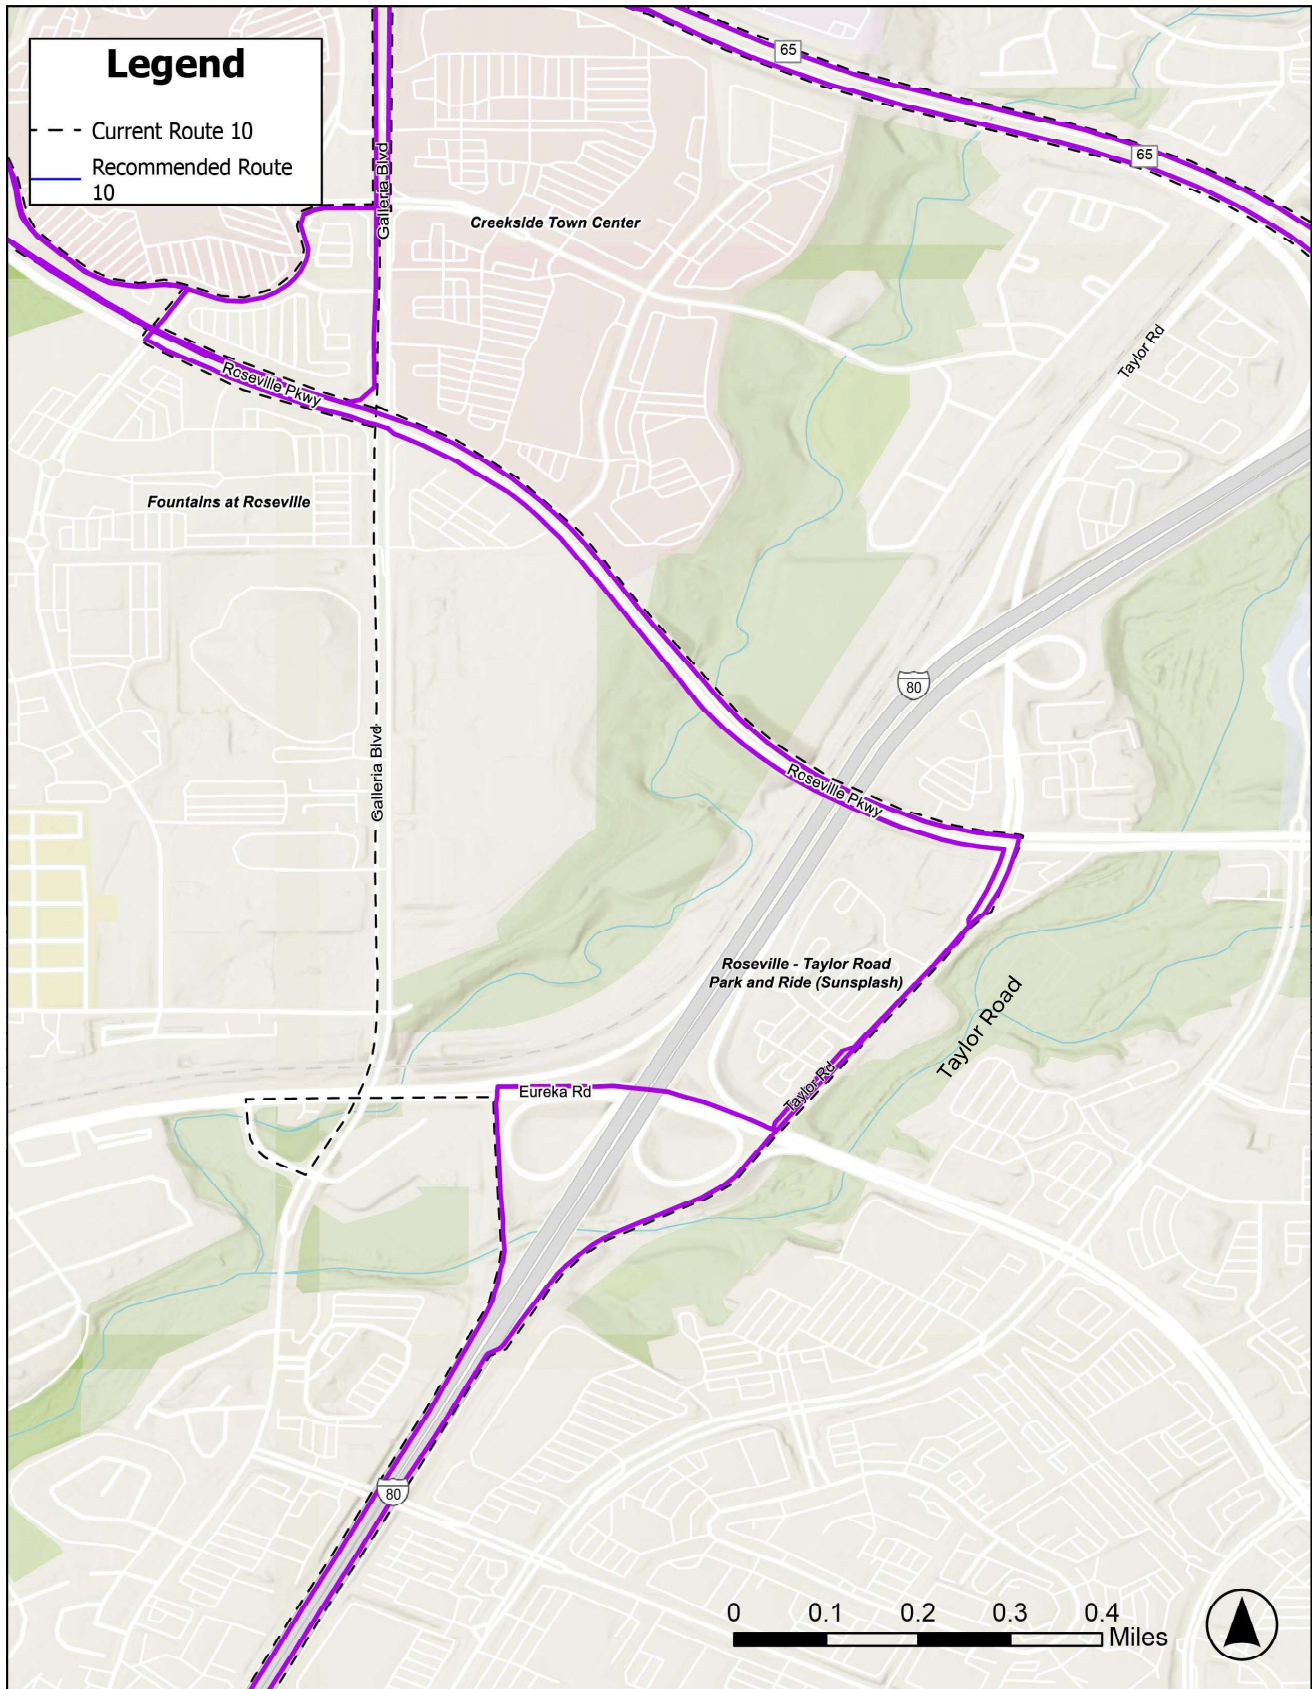 Legend
Current Route 10
Recommended Route
10
65
65
Galleria Blvd
Creekside Town Center
Taylor Rd
Roseville Pkwy
Fountains at Roseville
80
Galleria Blvd
Roseville Pkwy
Roseville - Taylor Road
Park and Ride (Sunsplash)
Taylor Road
Taylor Rd
Eureka Rd
80
0 0.1 0.2 0.3 0.4
Miles